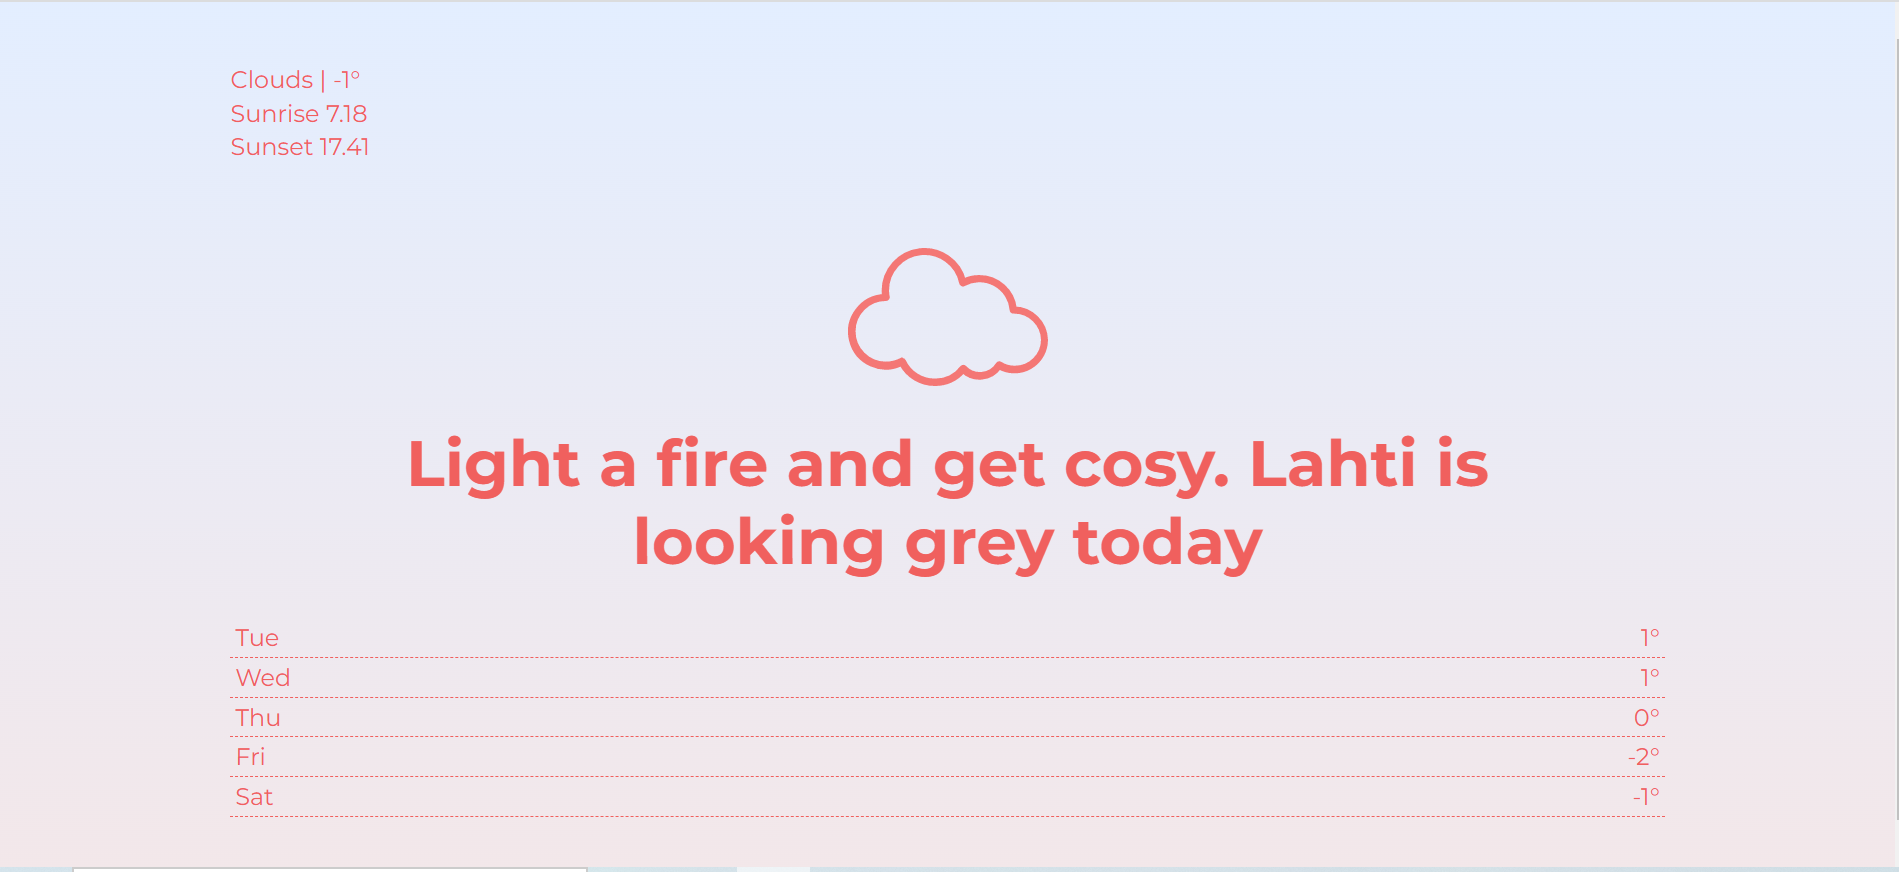 Clouds | -1°
Sunrise 7.18
Sunset 17.41
Light a fire and get cosy. Lahti is
looking grey today
Tue 1°
Wed 1°
Thu 0°
Fri -2°
Sat -1°